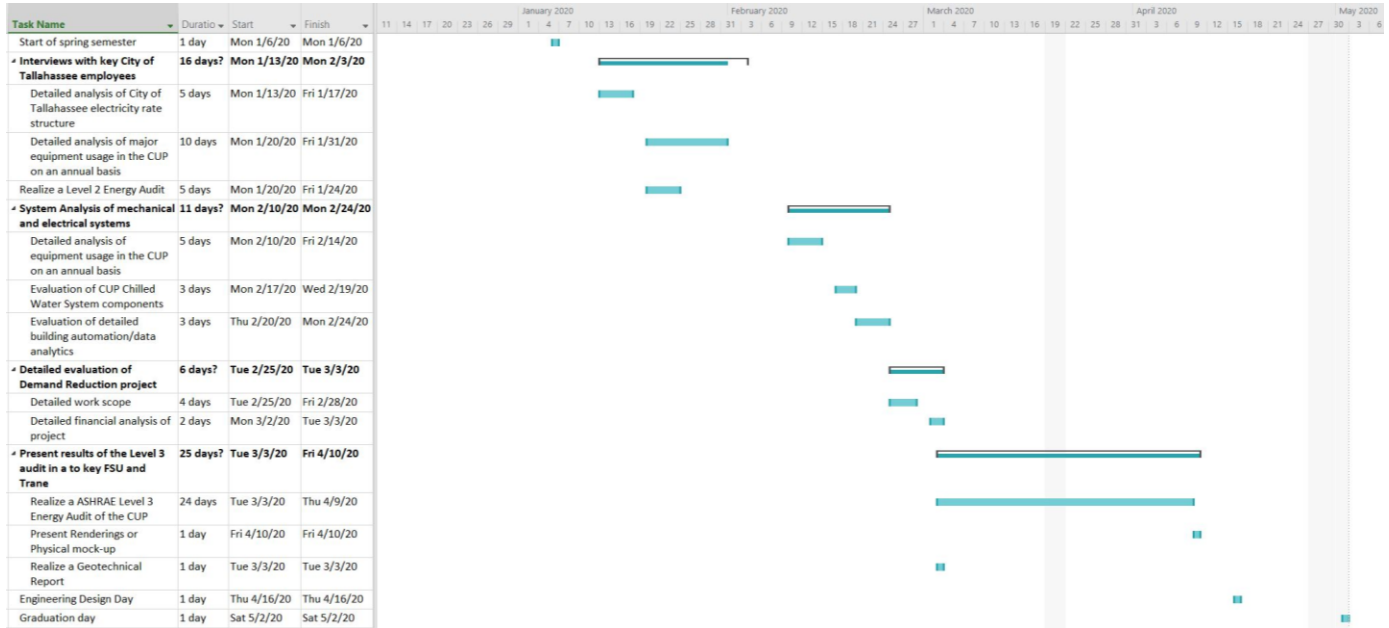 January 2020 February 2020 March 2020 April 2020 May 2020
Task Name Duratio Start Finish 11 14 17 20 23 26 29 1 4 7 10 13 16 19 22 25 28 31 3 6 9 12 15 18 21 24 27 1 4 7 10 13 16 19 22 25 28 31 3 6 9 12 15 18 21 24 27 30 3 6
Start of spring semester 1 day Mon 1/6/20 Mon 1/6/20
Interviews with key City of 16 days? Mon 1/13/20 Mon 2/3/20
Tallahassee employees
Detailed analysis of City of 5 days Mon 1/13/20 Fri 1/17/20
Tallahassee electricity rate
structure
Detailed analysis of major 10 days Mon 1/20/20 Fri 1/31/20
equipment usage in the CUP
on an annual basis
Realize a Level 2 Energy Audit 5 days Mon 1/20/20 Fri 1/24/20
System Analysis of mechanical 11 days? Mon 2/10/20 Mon 2/24/20
and electrical systems
Detailed analysis of 5 days Mon 2/10/20 Fri 2/14/20
equipment usage in the CUP
on an annual basis
Evaluation of CUP Chilled 3 days Mon 2/17/20 Wed 2/19/20
Water System components
Evaluation of detailed 3 days Thu 2/20/20 Mon 2/24/20
building automation/data
analytics
Detailed evaluation of 6 days? Tue 2/25/20 Tue 3/3/20
Demand Reduction project
Detailed work scope 4 days Tue 2/25/20 Fri 2/28/20
Detailed financial analysis of 2 days Mon 3/2/20 Tue 3/3/20
project
Present results of the Level 3 25 days? Tue 3/3/20 Fri 4/10/20
audit in a to key FSU and
Trane
Realize a ASHRAE Level 3 24 days Tue 3/3/20 Thu 4/9/20
Energy Audit of the CUP
Present Renderings or 1 day Fri 4/10/20 Fri 4/10/20
Physical mock-up
Realize a Geotechnical 1 day Tue 3/3/20 Tue 3/3/20
Report
Engineering Design Day 1 day Thu 4/16/20 Thu 4/16/20
Graduation day 1 day Sat 5/2/20 Sat 5/2/20